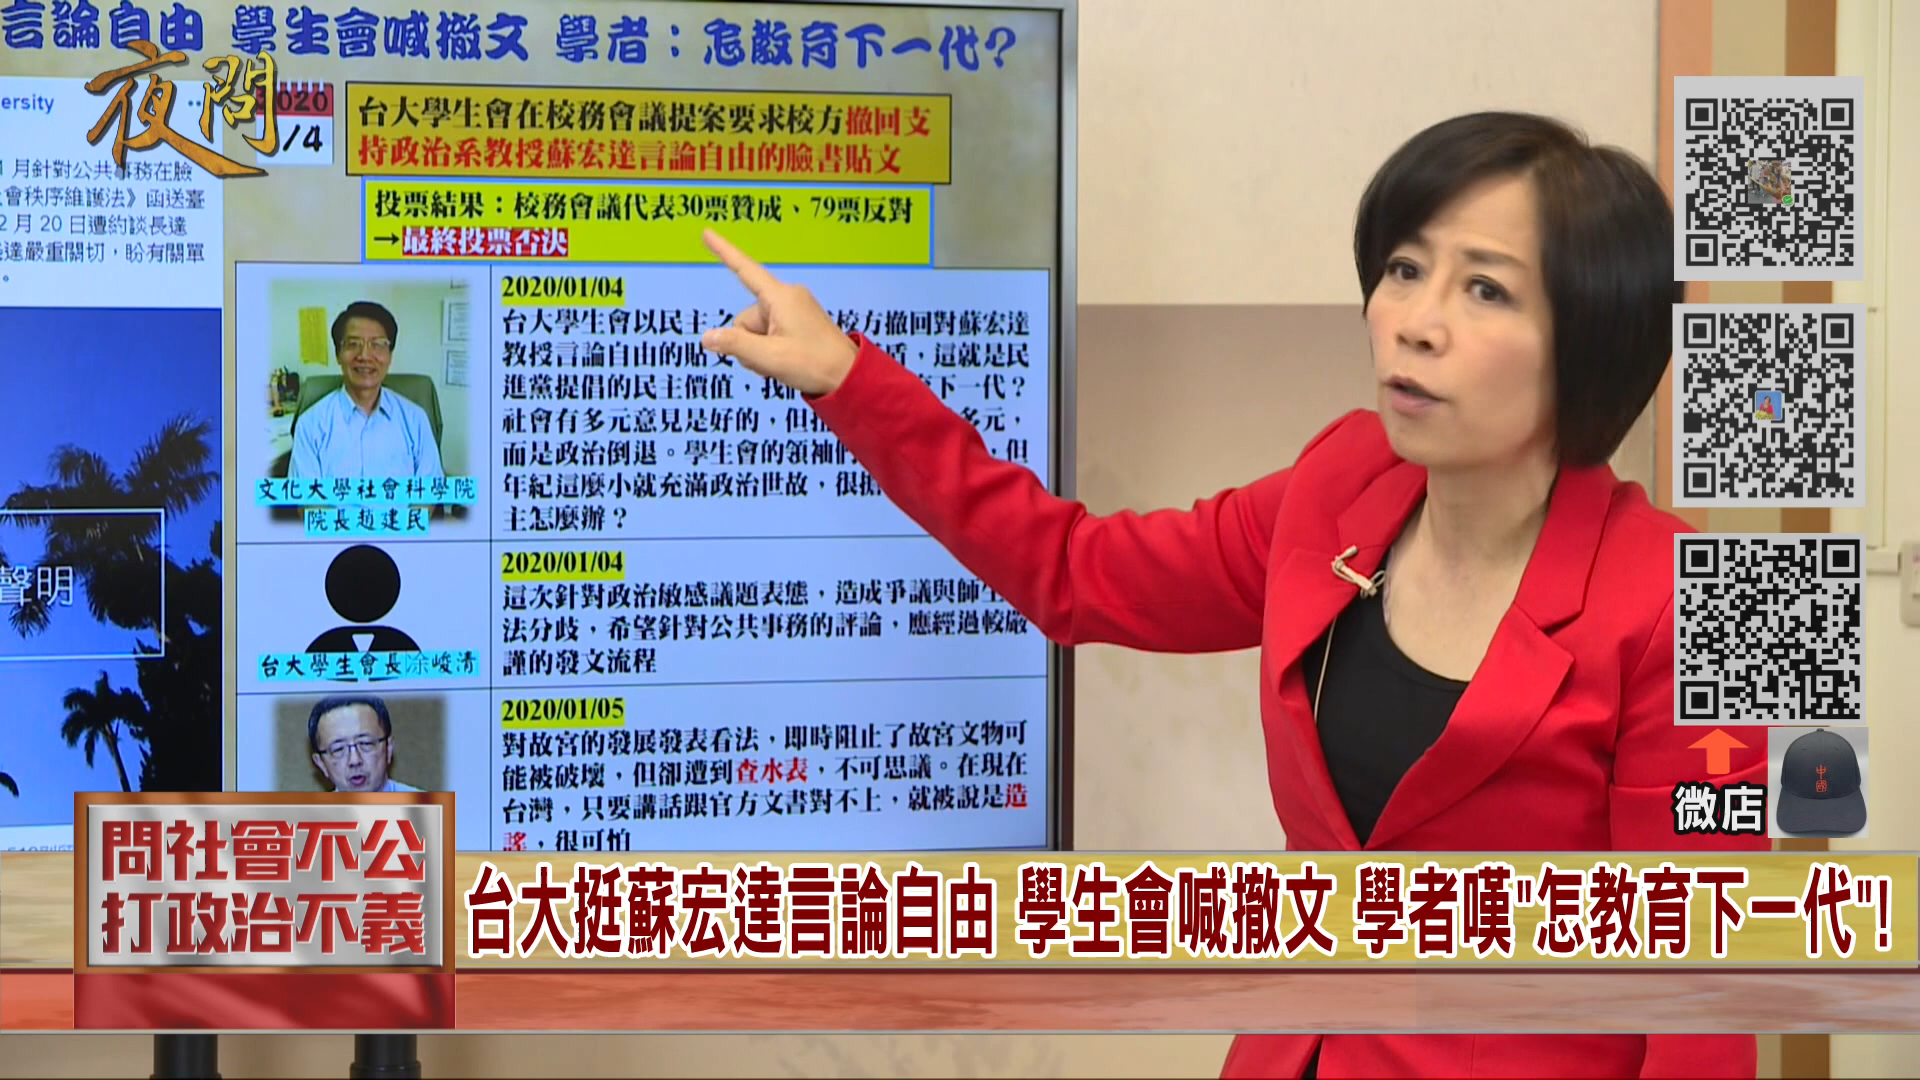 言論自由 學生會喊撤文 學者：怎教育下一代？
夜問
ersity
2020
1/4
月針對公共事務在臉
會秩序維護法》函送臺
2 月 20 日遭約談長達
達嚴重關切，盼有關單
。
聲明
台大學生會在校務會議提案要求校方撤回支
持政治系教授蘇宏達言論自由的臉書貼文
投票結果：校務會議代表30票贊成、79票反對
→最終投票否決
文化大學社會科學院
院長趙建民
2020/01/04
台大學生會以民主之 校方撤回對蘇宏達
教授言論自由的貼文 盾，這就是民
進黨提倡的民主價值，我們 下一代？
社會有多元意見是好的，但 多元，
而是政治倒退。學生會的領袖們 ，但
年紀這麼小就充滿政治世故，很
主怎麼辦？
台大學生會長涂峻清
2020/01/04
這次針對政治敏感議題表態，造成爭議與師生
法分歧，希望針對公共事務的評論，應經過較嚴
謹的發文流程
2020/01/05
對故宮的發展發表看法，即時阻止了故宮文物可
能被破壞，但卻遭到查水表，不可思議。在現在
台灣，只要講話跟官方文書對不上，就被說是造
謠，很可怕
微店
中國
問社會不公
打政治不義
台大挺蘇宏達言論自由 學生會喊撤文 學者嘆"怎教育下一代"!